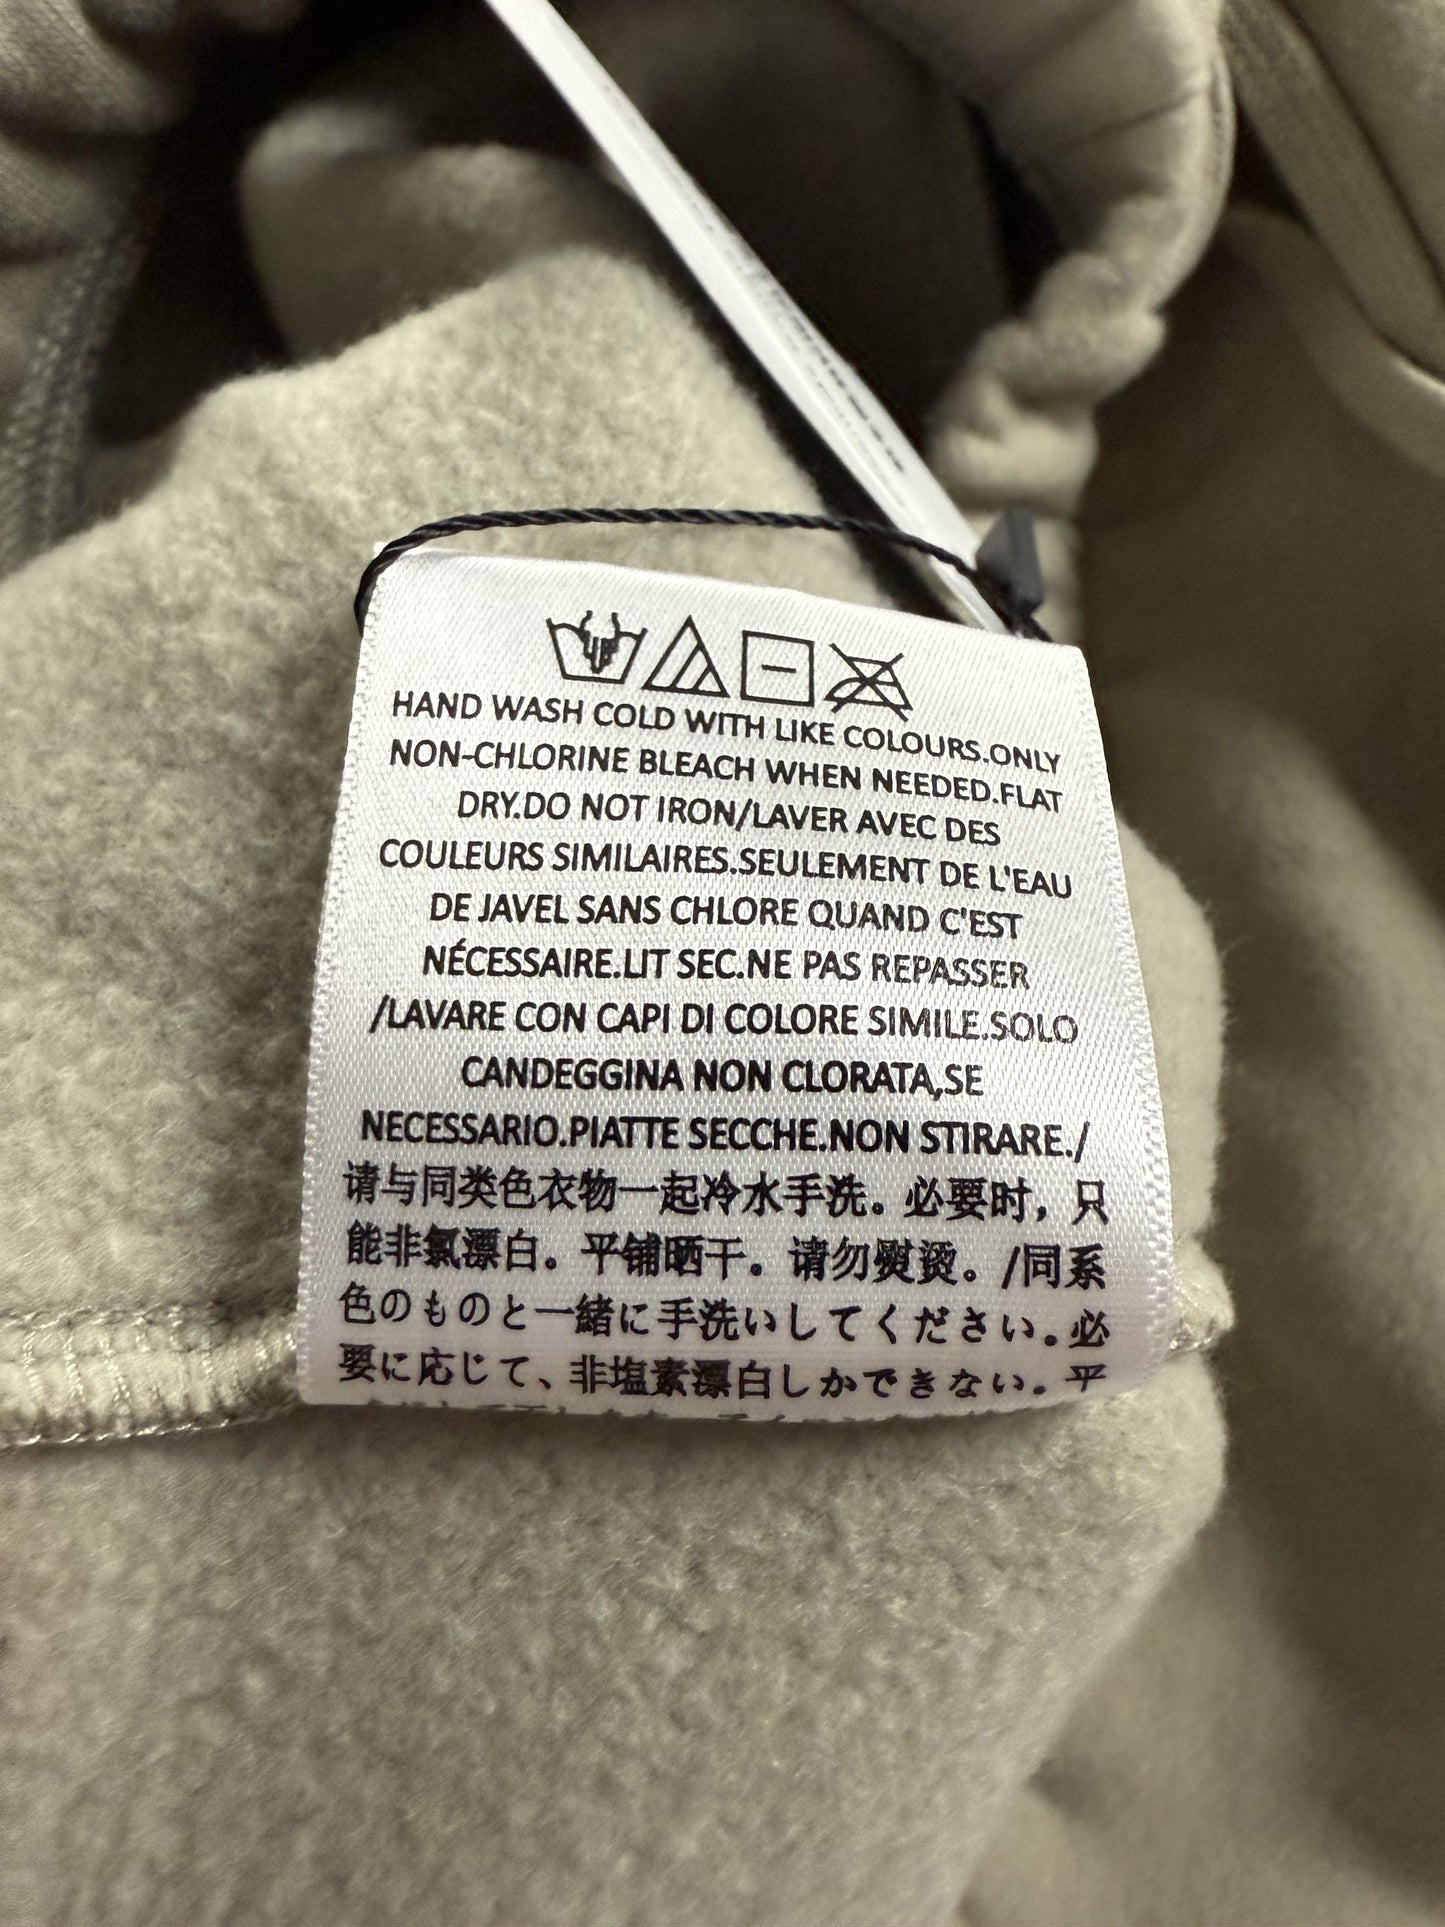 HAND WASH COLD WITH LIKE COLOURS.ONLY
NON-CHLORINE BLEACH WHEN NEEDED.FLAT
DRY.DO NOT IRON/LAVER AVEC DES
COULEURS SIMILAIRES.SEULEMENT DE L'EAU
DE JAVEL SANS CHLORE QUAND C'EST
NÉCESSAIRE.LIT SEC.NE PAS REPASSER
/LAVARE CON CAPI DI COLORE SIMILE.SOLO
CANDEGGINA NON CLORATA,SE
NECESSARIO.PIATTE SECCHE.NON STIRARE./
请与同类色衣物一起冷水手洗。必要时，只
能非氯漂白。平铺晒干。请勿熨烫。/同系
色のものと一緒に手洗いしてください。必
要に応じて、非塩素漂白しかできない。平